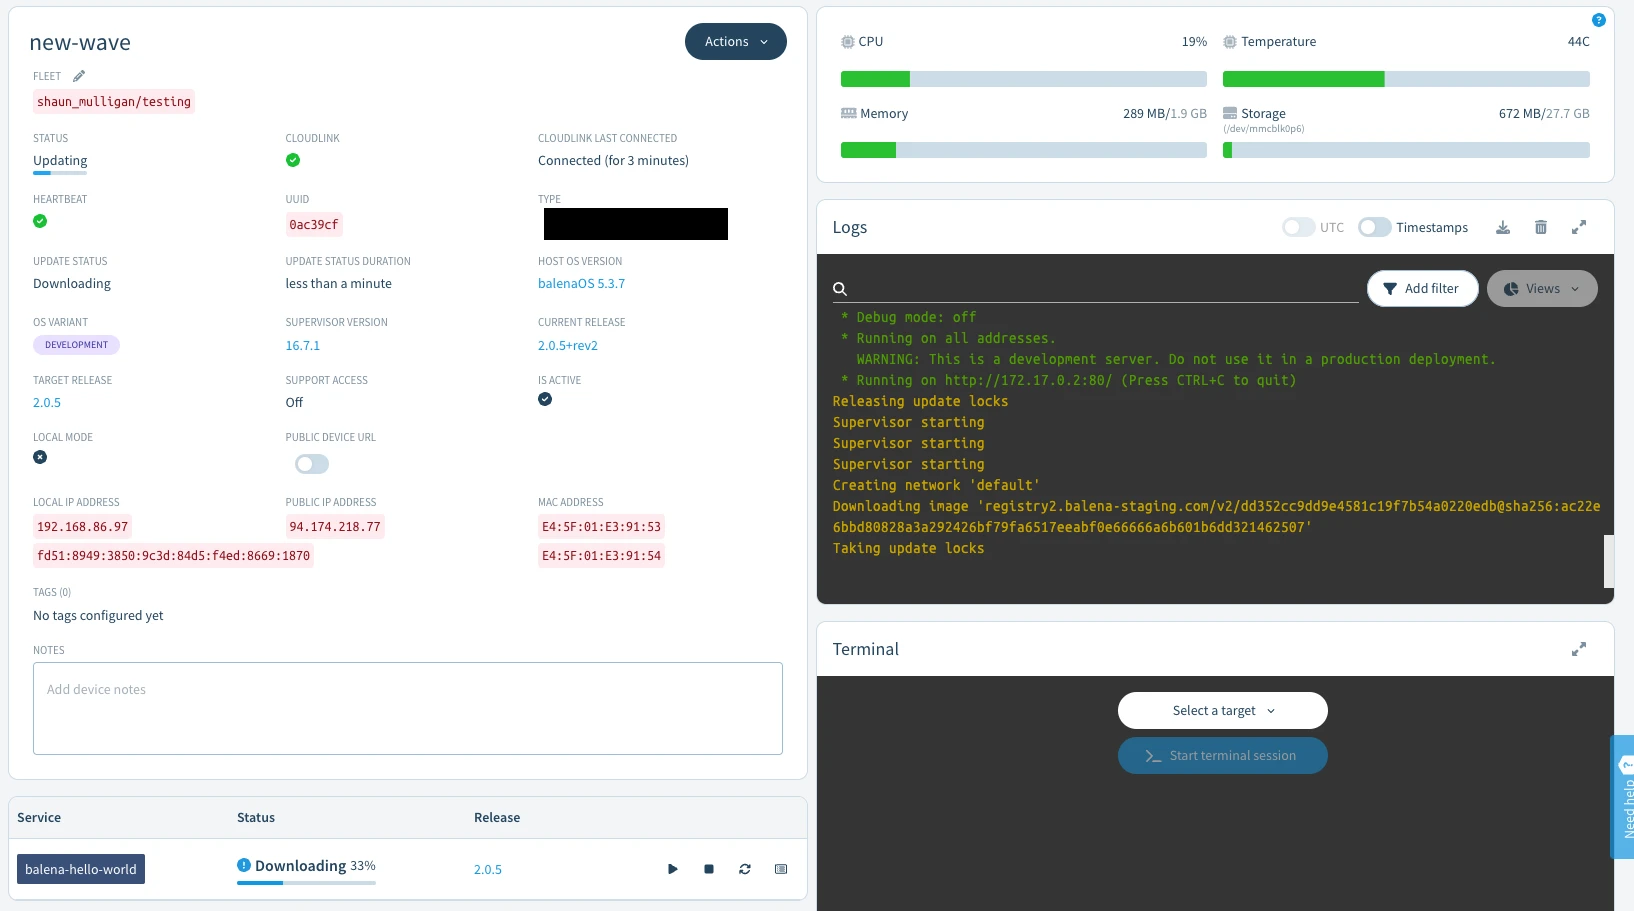 new-wave
Actions
FLEET
shaun_mulligan/testing
STATUS
Updating
CLOUDLINK
CLOUDLINK LAST CONNECTED
Connected (for 3 minutes)
HEARTBEAT
UUID
0ac39cf
TYPE
UPDATE STATUS
Downloading
UPDATE STATUS DURATION
less than a minute
HOST OS VERSION
balenaOS 5.3.7
OS VARIANT
DEVELOPMENT
SUPERVISOR VERSION
16.7.1
CURRENT RELEASE
2.0.5+rev2
TARGET RELEASE
2.0.5
SUPPORT ACCESS
Off
IS ACTIVE
LOCAL MODE
PUBLIC DEVICE URL
LOCAL IP ADDRESS
192.168.86.97
fd51:8949:3850:9c3d:84d5:f4ed:8669:1870
PUBLIC IP ADDRESS
94.174.218.77
MAC ADDRESS
E4:5F:01:E3:91:53
E4:5F:01:E3:91:54
TAGS (0)
No tags configured yet
NOTES
Add device notes
Service Status Release
balena-hello-world Downloading 33% 2.0.5
CPU 19%
Temperature 44C
Memory 289 MB/1.9 GB
Storage 672 MB/27.7 GB
(/dev/mmcblk0p6)
?
Logs
UTC
Timestamps
Add filter
Views
* Debug mode: off
* Running on all addresses.
WARNING: This is a development server. Do not use it in a production deployment.
* Running on http://172.17.0.2:80/ (Press CTRL+C to quit)
Releasing update locks
Supervisor starting
Supervisor starting
Supervisor starting
Creating network 'default'
Downloading image 'registry2.balena-staging.com/v2/dd352cc9dd9e4581c19f7b54a0220edb@sha256:ac22e
6bbd80828a3a292426bf79fa6517eeabf0e66666a6b601b6dd321462507'
Taking update locks
Terminal
Select a target
Start terminal session
Need help